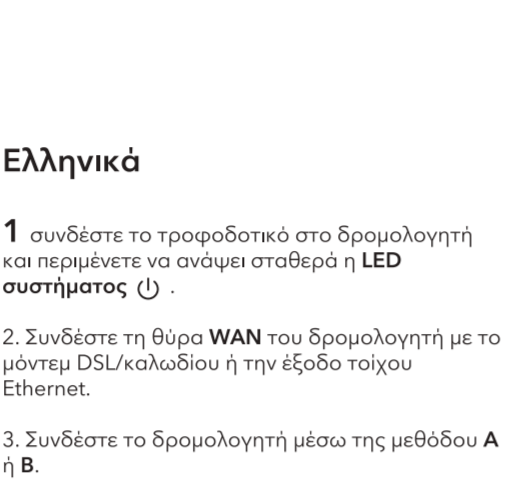 Ελληνικά
1 συνδέστε το τροφοδοτικό στο δρομολογητή
και περιμένετε να ανάψει σταθερά η LED
συστήματος ⏻ .
2. Συνδέστε τη θύρα WAN του δρομολογητή με το
μόντεμ DSL/καλωδίου ή την έξοδο τοίχου
Ethernet.
3. Συνδέστε το δρομολογητή μέσω της μεθόδου A
ή B.